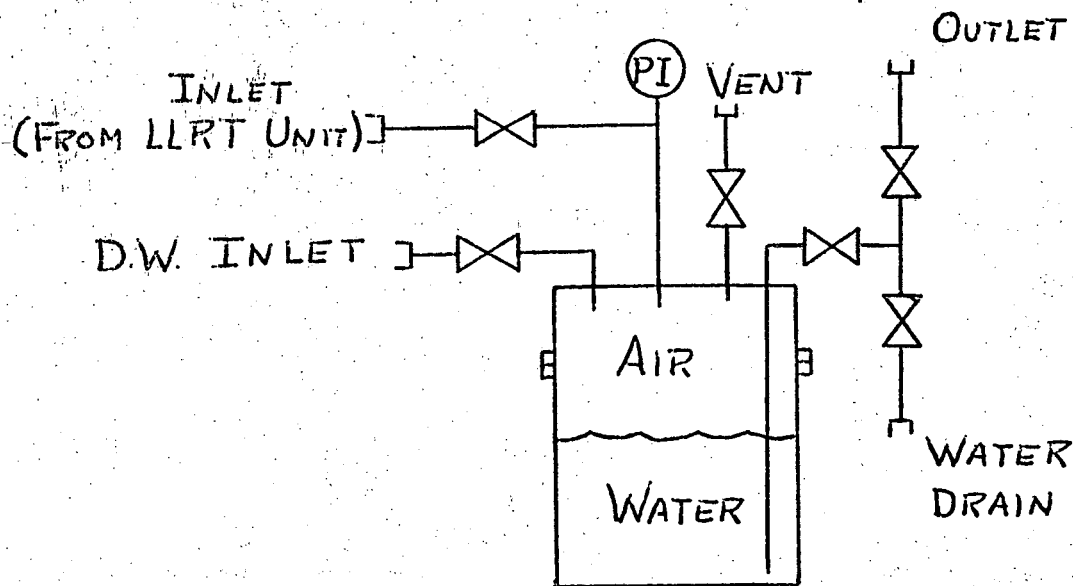 OUTLET
PI
VENT
INLET
(FROM LLRT UNIT)
D.W. INLET
AIR
WATER
WATER
DRAIN